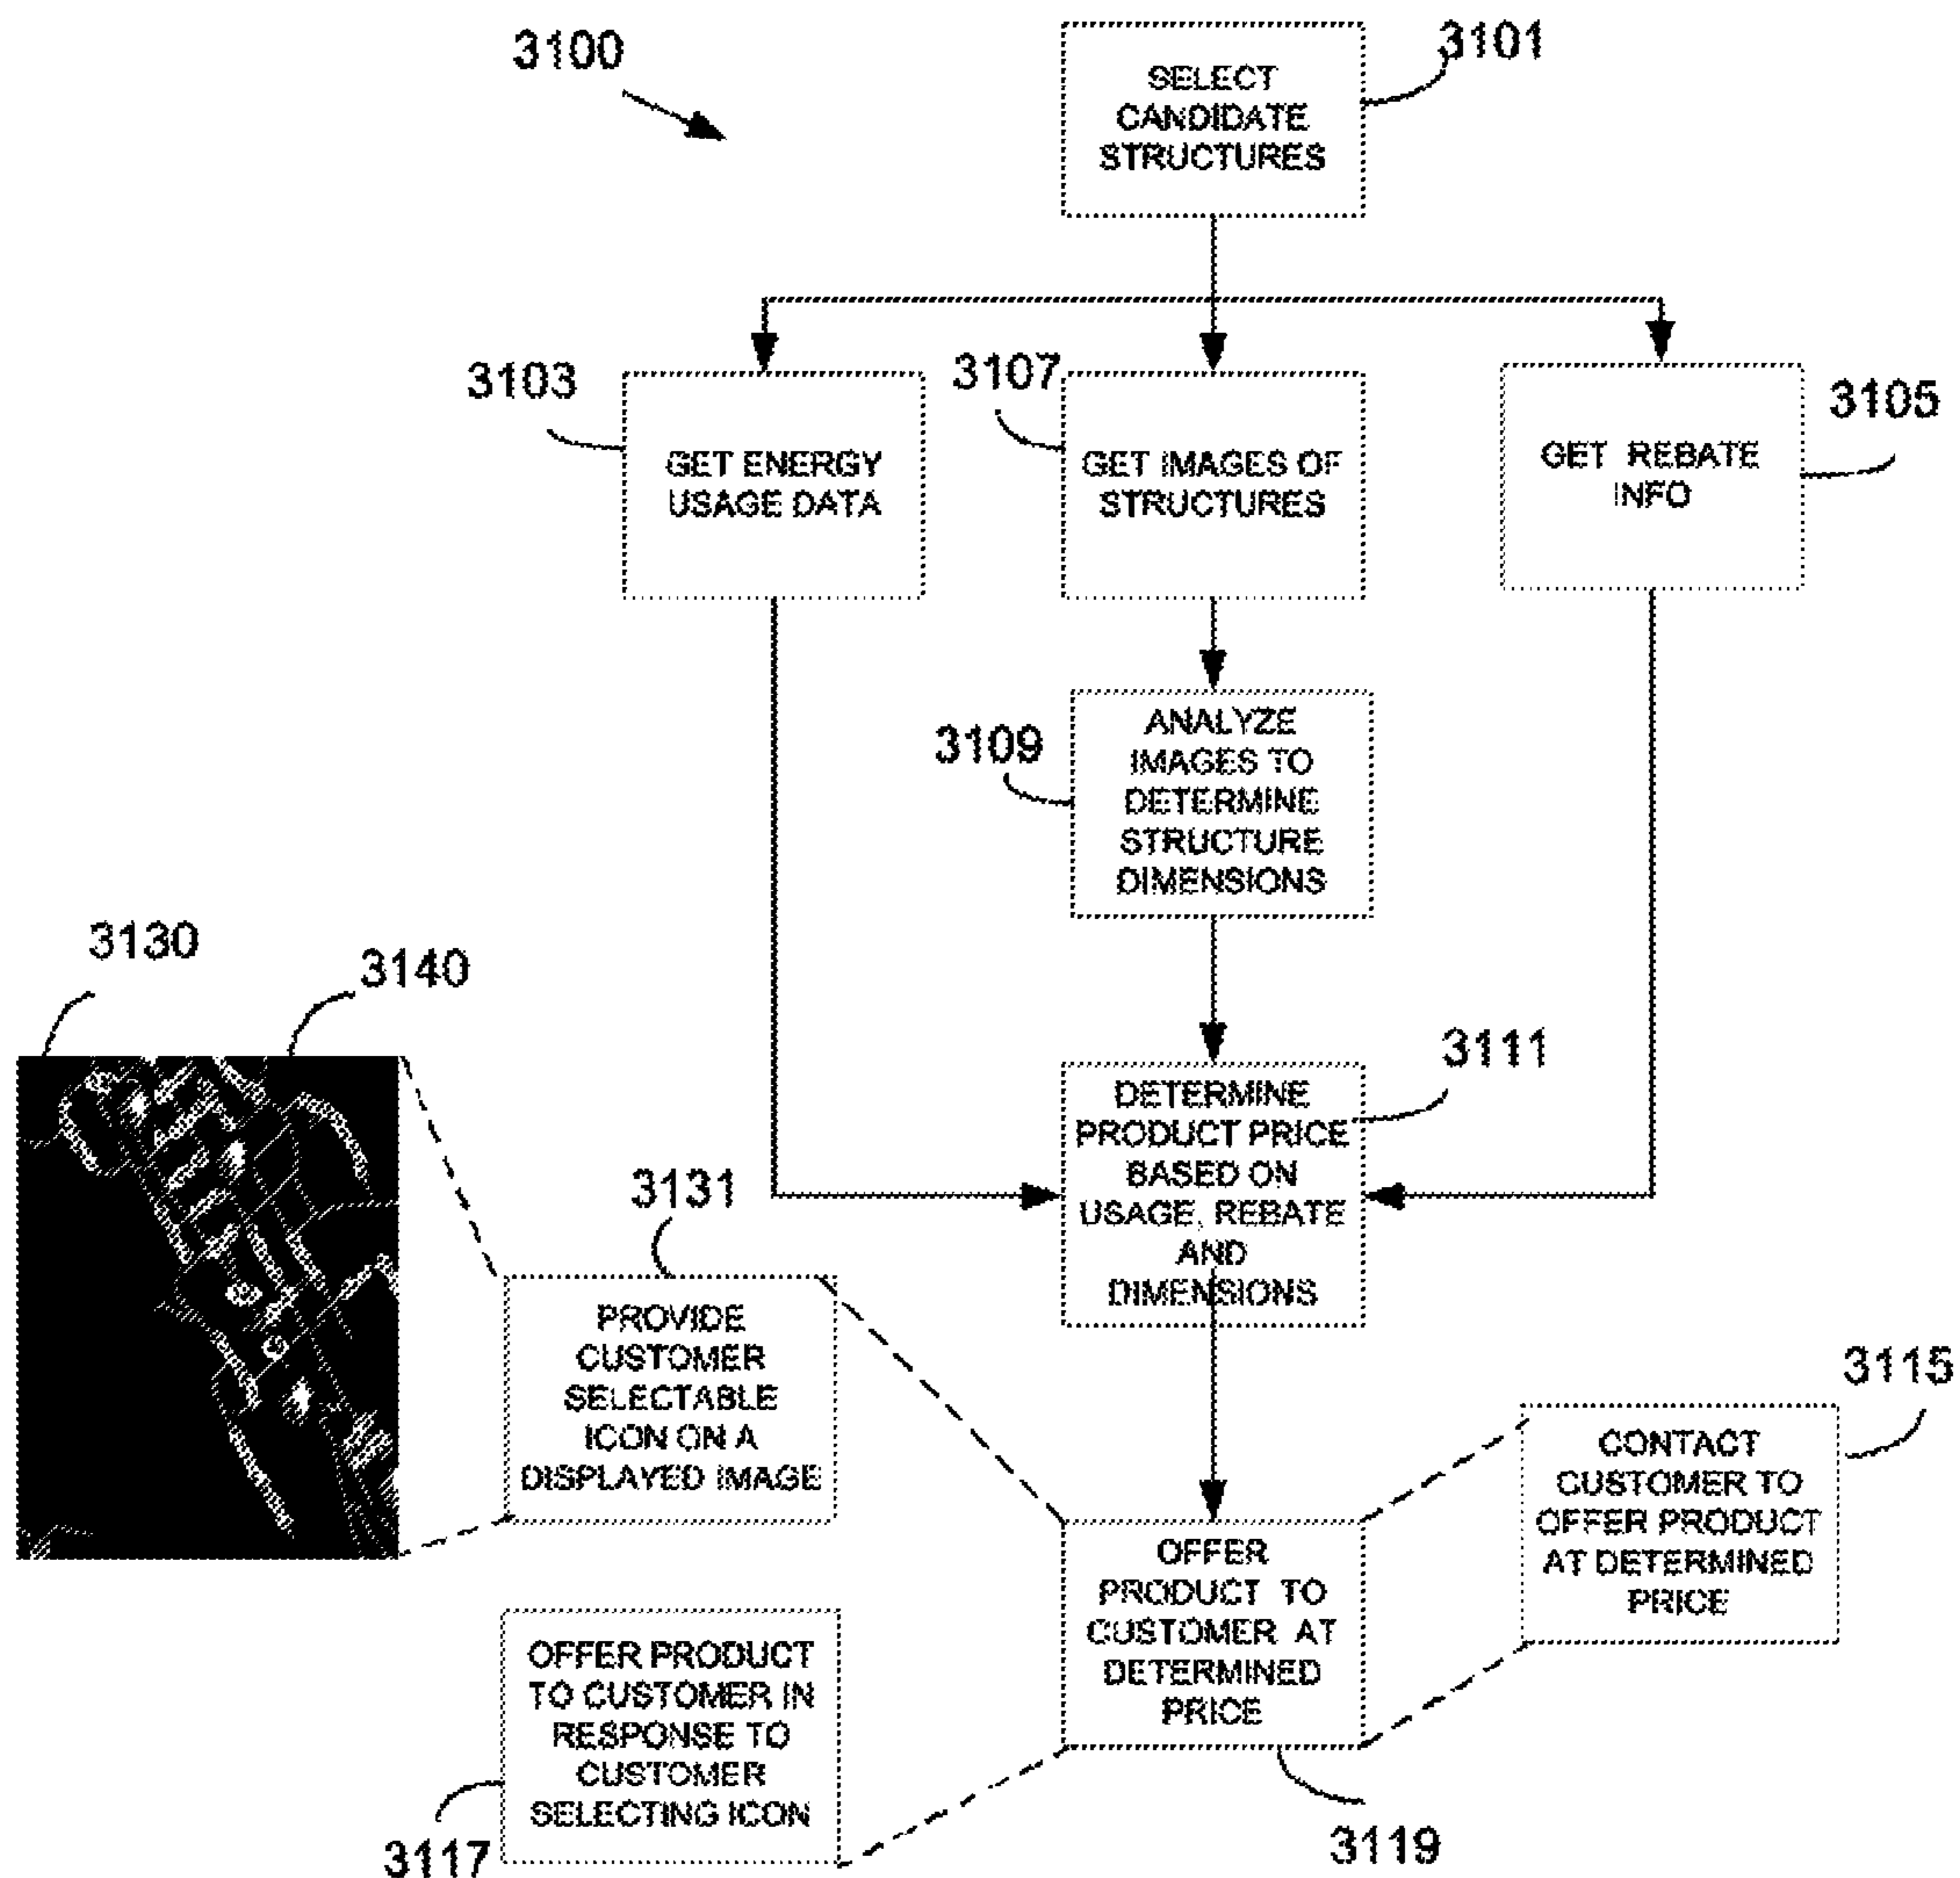 3100
3101
SELECT
CANDIDATE
STRUCTURES
3103
GET ENERGY
USAGE DATA
3107
GET IMAGES OF
STRUCTURES
3105
GET REBATE
INFO
3109
ANALYZE
IMAGES TO
DETERMINE
STRUCTURE
DIMENSIONS
3130
3140
3111
DETERMINE
PRODUCT PRICE
BASED ON
USAGE, REBATE
AND
DIMENSIONS
3131
PROVIDE
CUSTOMER
SELECTABLE
ICON ON A
DISPLAYED IMAGE
3115
CONTACT
CUSTOMER TO
OFFER PRODUCT
AT DETERMINED
PRICE
OFFER
PRODUCT TO
CUSTOMER AT
DETERMINED
PRICE
3119
OFFER PRODUCT
TO CUSTOMER IN
RESPONSE TO
CUSTOMER
SELECTING ICON
3117